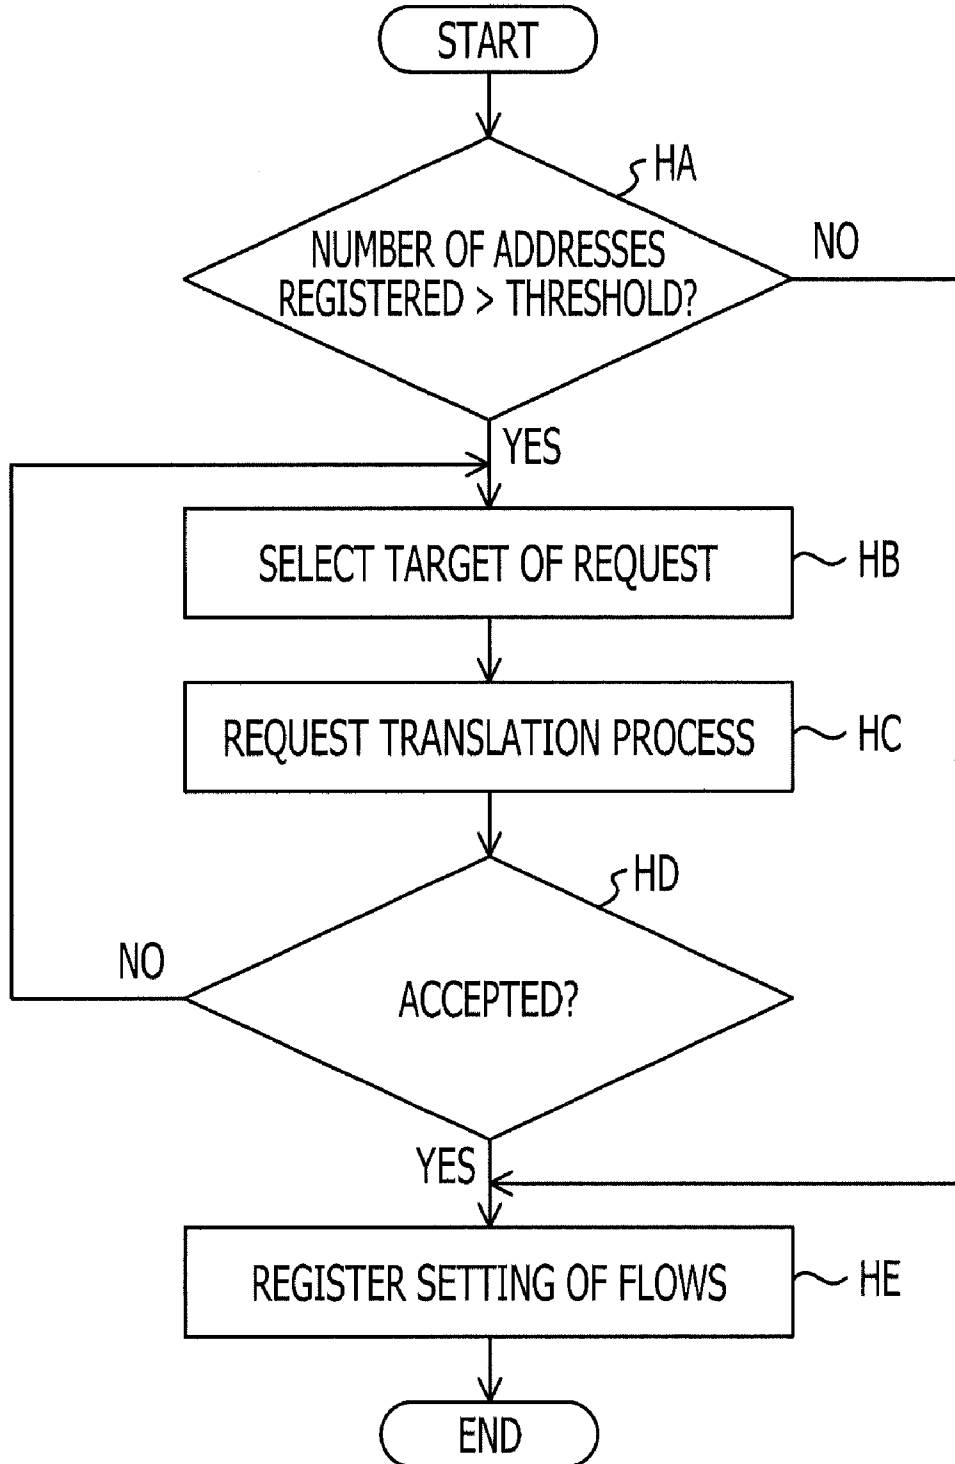 START
HA
NUMBER OF ADDRESSES
REGISTERED > THRESHOLD?
NO
YES
SELECT TARGET OF REQUEST
HB
REQUEST TRANSLATION PROCESS
HC
HD
NO
ACCEPTED?
YES
REGISTER SETTING OF FLOWS
HE
END